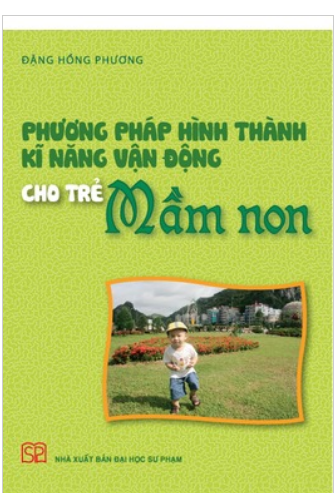 ĐẶNG HỒNG PHƯƠNG
PHƯƠNG PHÁP HÌNH THÀNH
KĨ NĂNG VẬN ĐỘNG
CHO TRẺ Mầm non
SP NHÀ XUẤT BẢN ĐẠI HỌC SƯ PHẠM